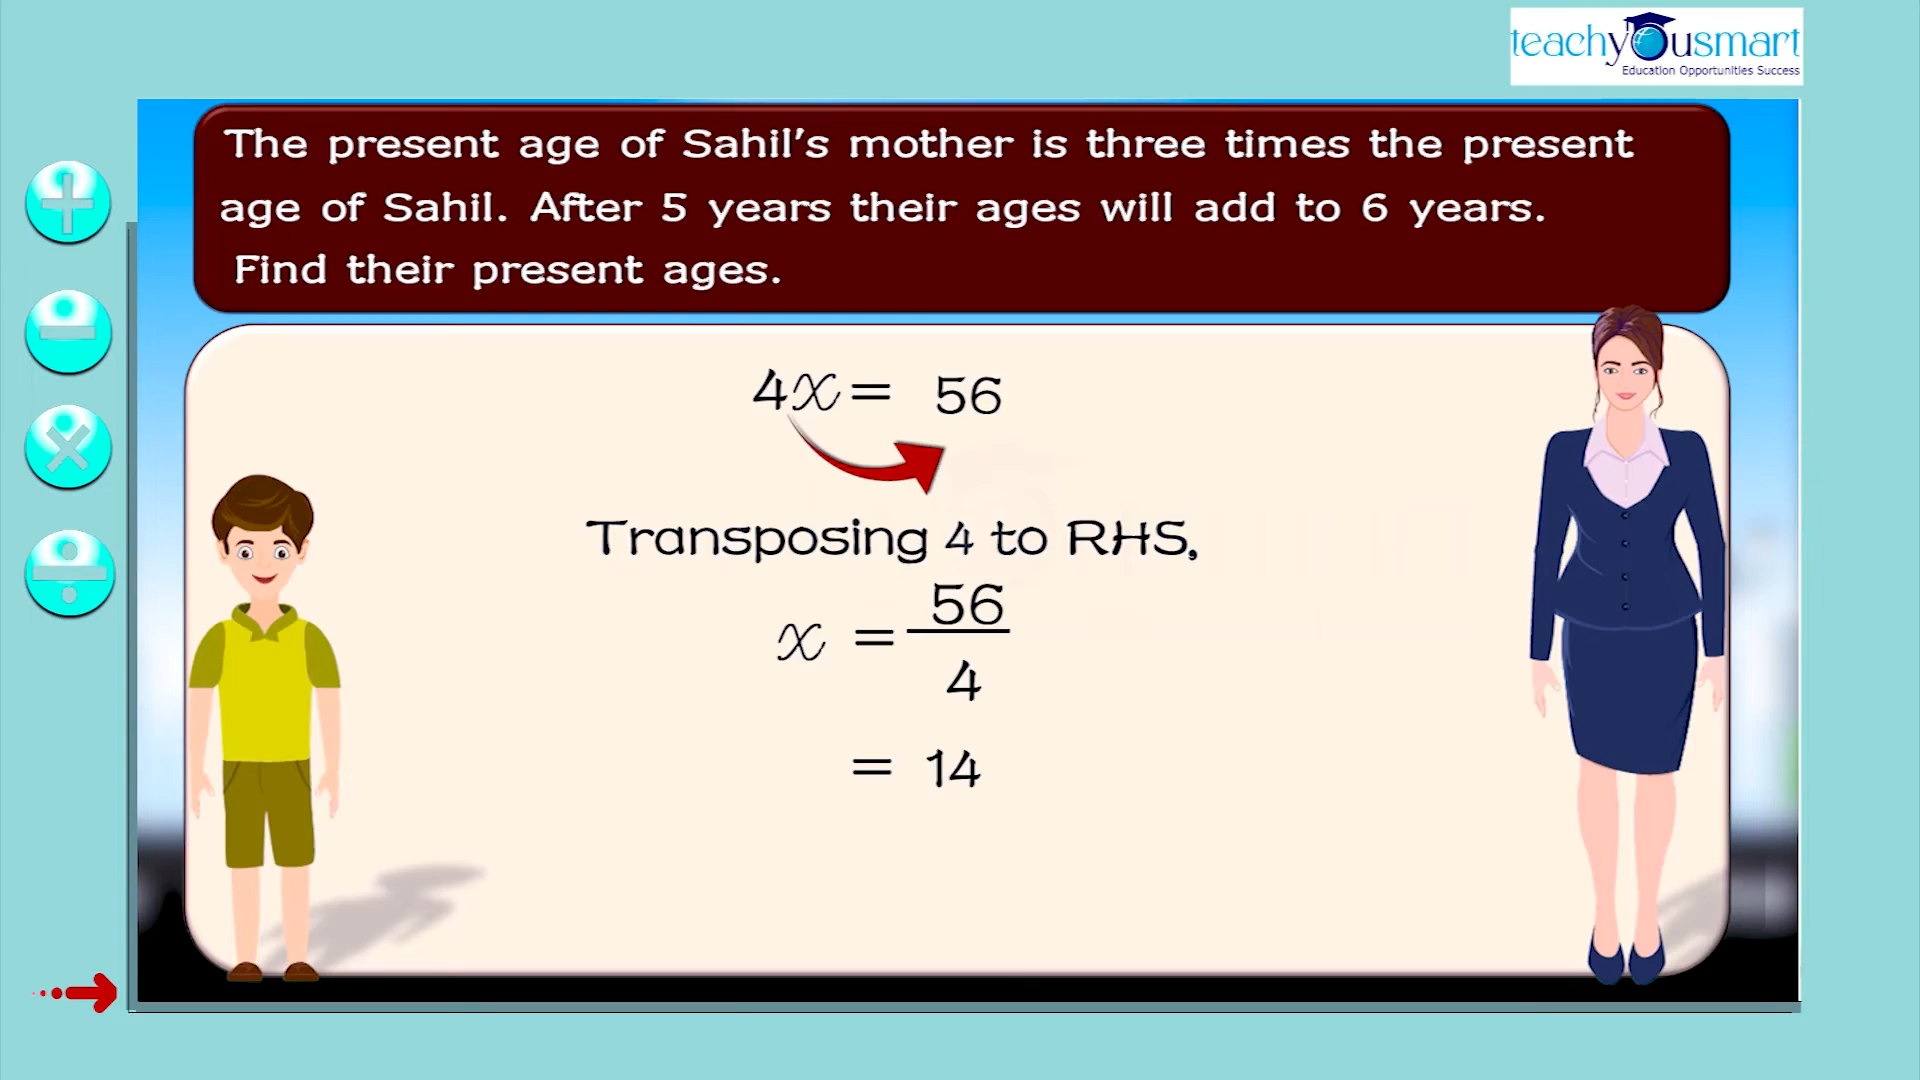 teachyousmart
Education Opportunities Success
The present age of Sahil's mother is three times the present
age of Sahil. After 5 years their ages will add to 6 years.
Find their present ages.
4x = 56
Transposing 4 to RHS,
x = 56
4
= 14